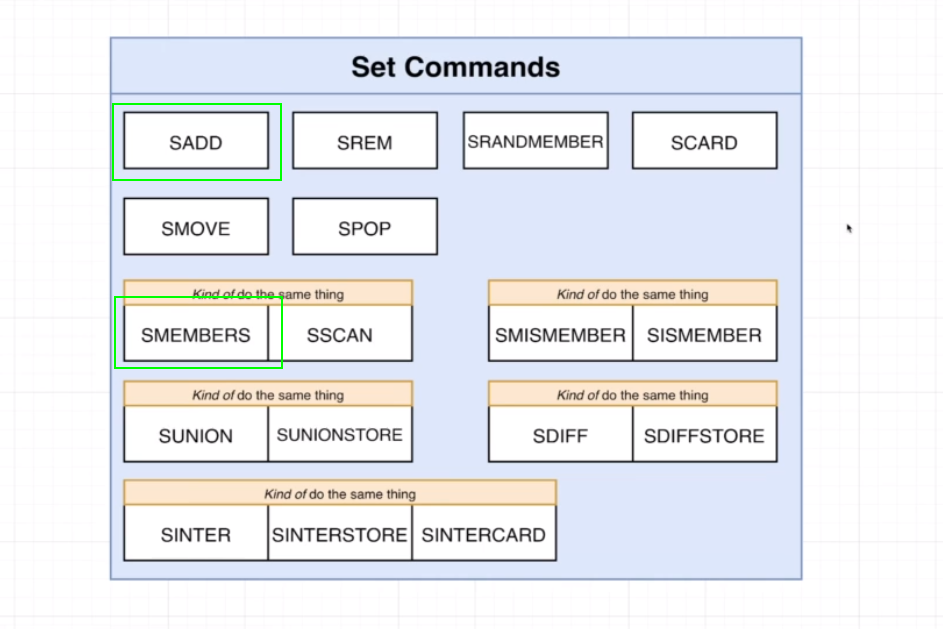 Set Commands
SADD SREM SRANDMEMBER SCARD
SMOVE SPOP
Kind of do the same thing Kind of do the same thing
SMEMBERS SSCAN SMISMEMBER SISMEMBER
Kind of do the same thing Kind of do the same thing
SUNION SUNIONSTORE SDIFF SDIFFSTORE
Kind of do the same thing
SINTER SINTERSTORE SINTERCARD